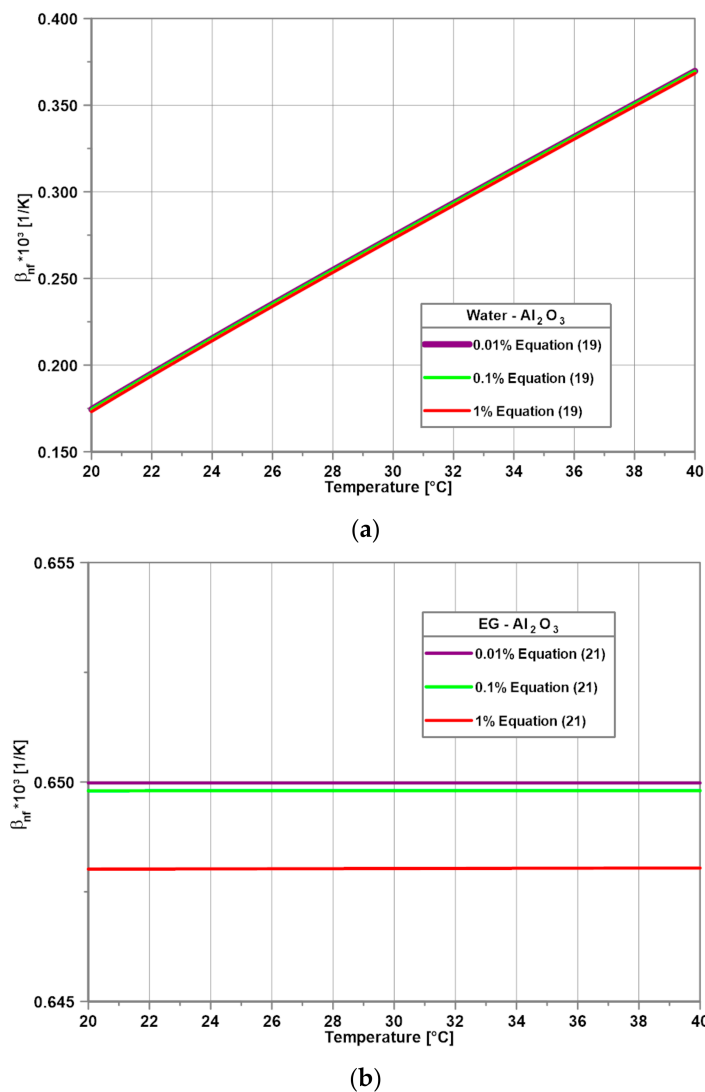 0.400
0.350
0.300
0.250
0.200
0.150
β_nf *10³ [1/K]
Water - Al₂O₃
0.01% Equation (19)
0.1% Equation (19)
1% Equation (19)
20 22 24 26 28 30 32 34 36 38 40
Temperature [°C]
(a)
0.655
0.650
0.645
β_nf *10³ [1/K]
EG - Al₂O₃
0.01% Equation (21)
0.1% Equation (21)
1% Equation (21)
20 22 24 26 28 30 32 34 36 38 40
Temperature [°C]
(b)